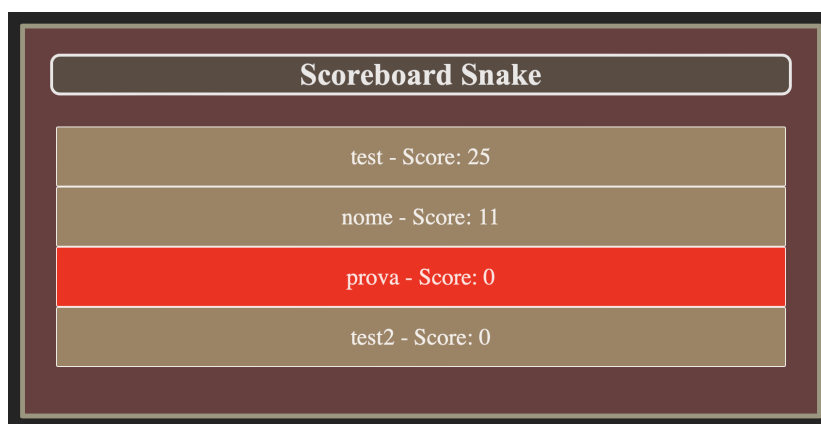 Scoreboard Snake
test - Score: 25
nome - Score: 11
prova - Score: 0
test2 - Score: 0